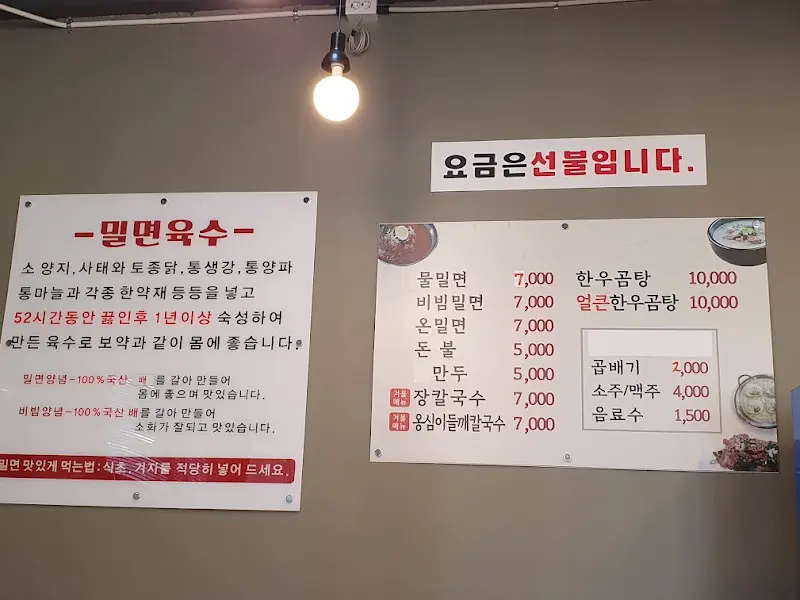 요금은선불입니다.
-밀면육수-
소 양지,사태와 토종닭,통생강,통양파
통마늘과 각종 한약재 등등을 넣고
52시간동안 끓인후 1년이상 숙성하여
만든 육수로 보약과 같이 몸에 좋습니다.
밀면양념-100%국산 배 를 갈아 만들어
몸에 좋으며 맛있습니다.
비빔양념-100%국산 배를 갈아 만들어
소화가 잘되고 맛있습니다.
밀면 맛있게 먹는법:식초, 겨자를 적당히 넣어 드세요.
물밀면 7,000
비빔밀면 7,000
온밀면 7,000
돈 불 5,000
만두 5,000
겨울메뉴 장칼국수 7,000
겨울메뉴 옹심이들깨칼국수 7,000
한우곰탕 10,000
얼큰한우곰탕 10,000
곱배기 2,000
소주/맥주 4,000
음료수 1,500